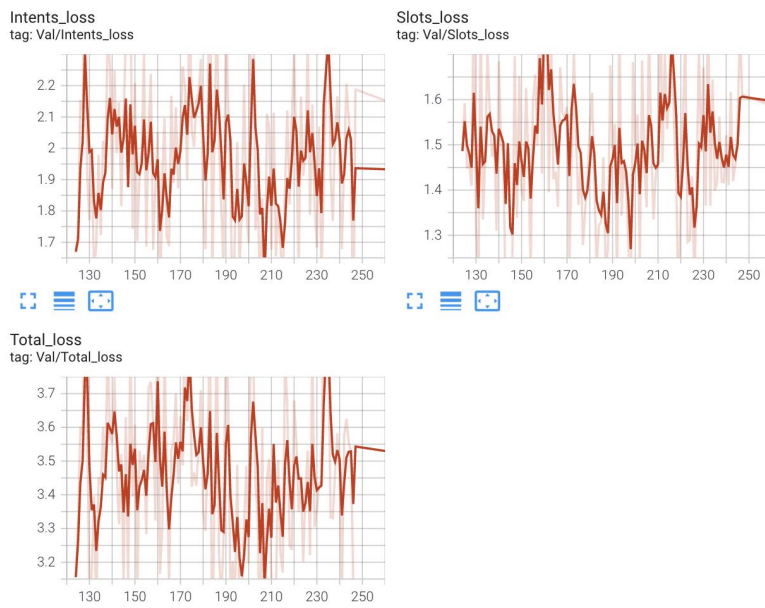 Intents_loss
tag: Val/Intents_loss
2.2
2.1
2
1.9
1.8
1.7
130 150 170 190 210 230 250
Slots_loss
tag: Val/Slots_loss
1.6
1.5
1.4
1.3
130 150 170 190 210 230 250
Total_loss
tag: Val/Total_loss
3.7
3.6
3.5
3.4
3.3
3.2
130 150 170 190 210 230 250